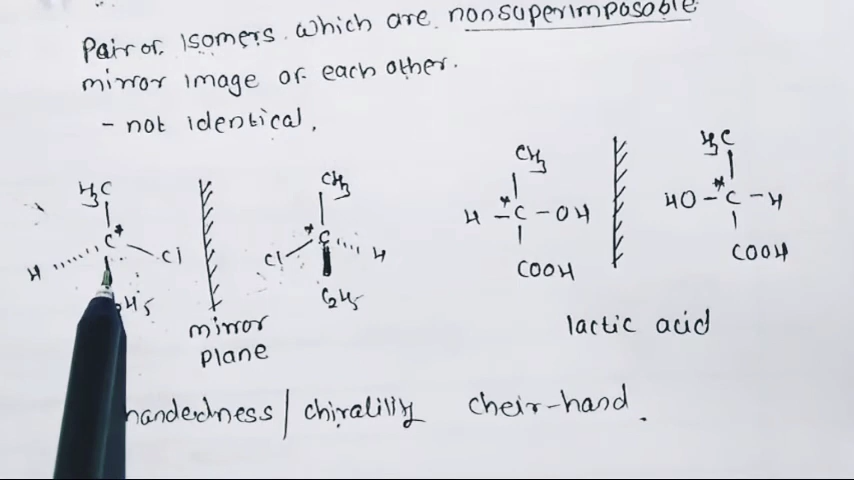 Pair of isomers which are nonsuperimposable
mirror image of each other.
- not identical,
H3C
C*
H
Cl
H5
mirror
plane
CH3
*C
Cl
H
C2H5
CH3
H - *C - OH
COOH
H3C
HO - *C - H
COOH
lactic acid
handedness / chirality cheir-hand.